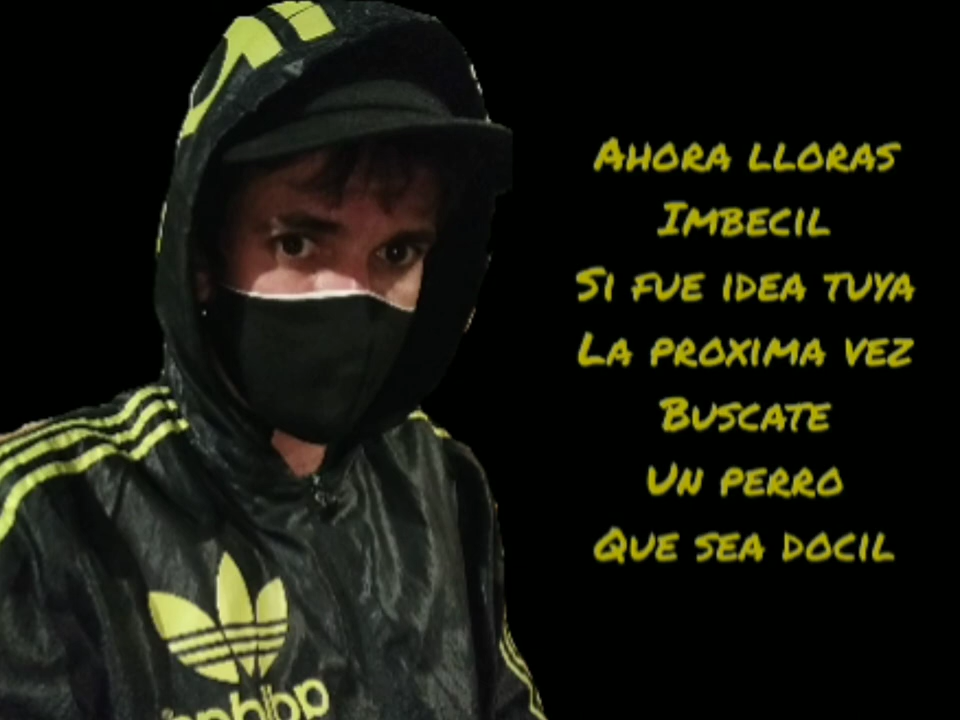 Ahora lloras
Imbecil
Si fue idea tuya
La proxima vez
Buscate
Un perro
Que sea docil